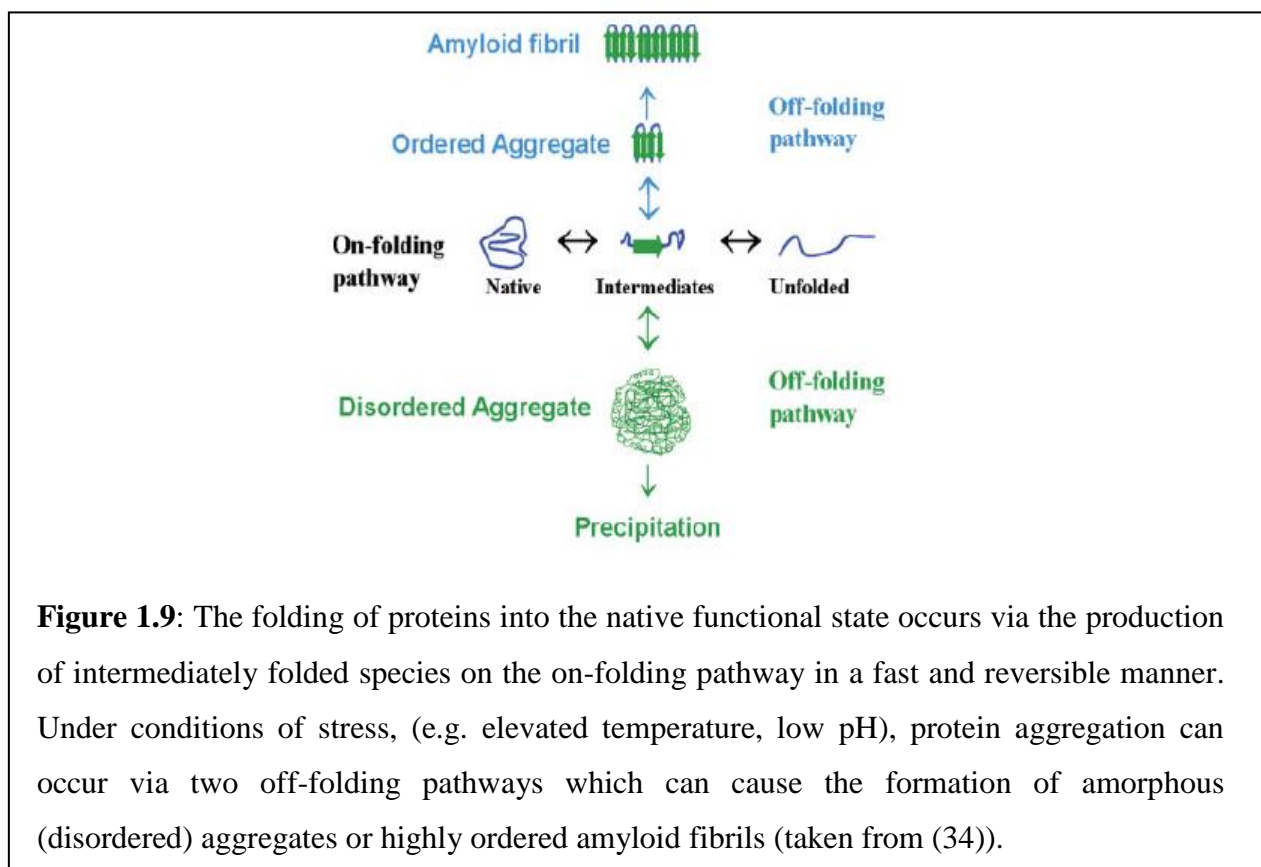 Amyloid fibril
Off-folding
pathway
Ordered Aggregate
On-folding
pathway
Native
Intermediates
Unfolded
Off-folding
pathway
Disordered Aggregate
Precipitation
Figure 1.9: The folding of proteins into the native functional state occurs via the production
of intermediately folded species on the on-folding pathway in a fast and reversible manner.
Under conditions of stress, (e.g. elevated temperature, low pH), protein aggregation can
occur via two off-folding pathways which can cause the formation of amorphous
(disordered) aggregates or highly ordered amyloid fibrils (taken from (34)).